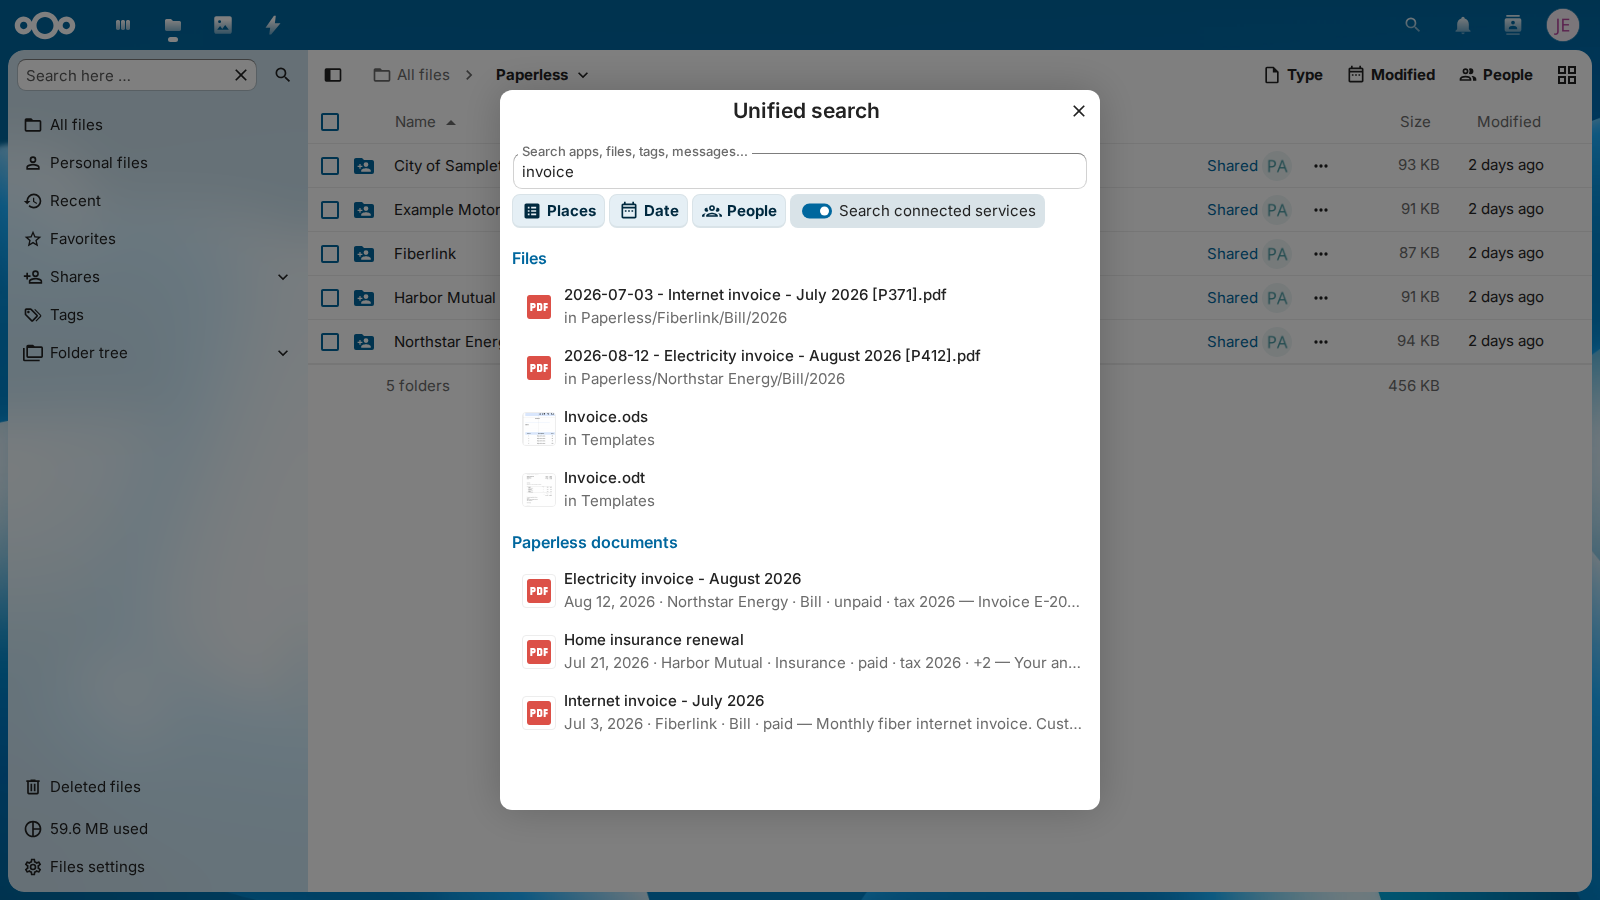 JE
Search here ...
All files
Personal files
Recent
Favorites
Shares
Tags
Folder tree
Deleted files
59.6 MB used
Files settings
All files
Paperless
Type
Modified
People
Name
Size
Modified
City of Sample
Shared PA
93 KB
2 days ago
Example Motor
Shared PA
91 KB
2 days ago
Fiberlink
Shared PA
87 KB
2 days ago
Harbor Mutual
Shared PA
91 KB
2 days ago
Northstar Ener
Shared PA
94 KB
2 days ago
5 folders
456 KB
Unified search
Search apps, files, tags, messages...
invoice
Places
Date
People
Search connected services
Files
PDF
2026-07-03 - Internet invoice - July 2026 [P371].pdf
in Paperless/Fiberlink/Bill/2026
PDF
2026-08-12 - Electricity invoice - August 2026 [P412].pdf
in Paperless/Northstar Energy/Bill/2026
Invoice.ods
in Templates
Invoice.odt
in Templates
Paperless documents
PDF
Electricity invoice - August 2026
Aug 12, 2026 · Northstar Energy · Bill · unpaid · tax 2026 — Invoice E-20...
PDF
Home insurance renewal
Jul 21, 2026 · Harbor Mutual · Insurance · paid · tax 2026 · +2 — Your an...
PDF
Internet invoice - July 2026
Jul 3, 2026 · Fiberlink · Bill · paid — Monthly fiber internet invoice. Cust...